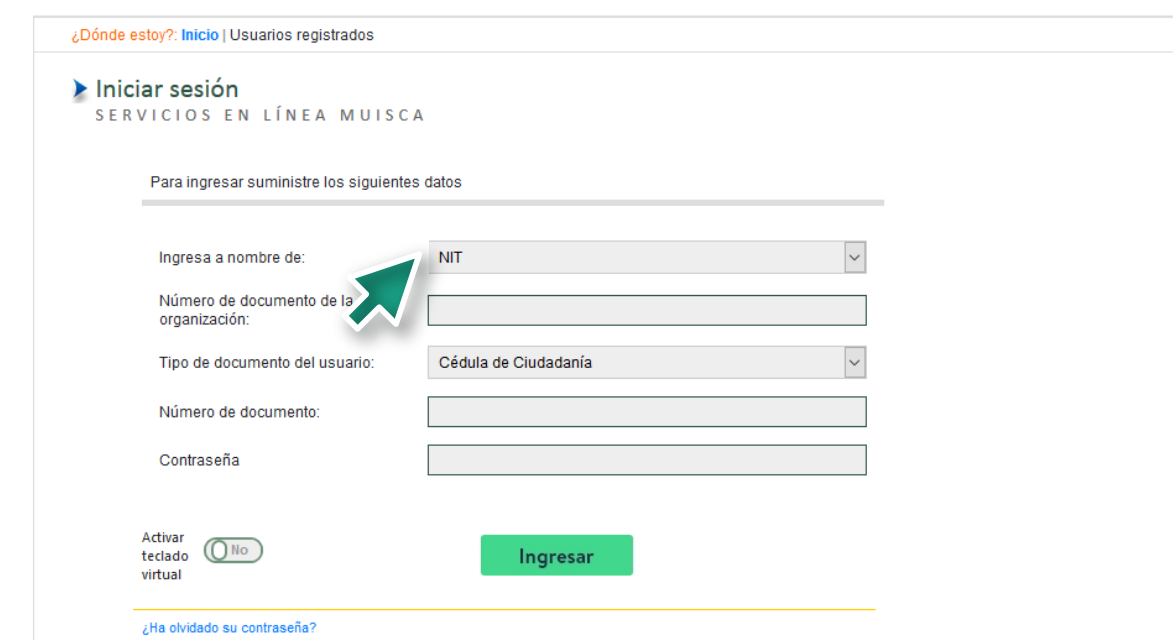 ¿Dónde estoy?: Inicio | Usuarios registrados
Iniciar sesión
SERVICIOS EN LÍNEA MUISCA
Para ingresar suministre los siguientes datos
Ingresa a nombre de:
NIT
Número de documento de la
organización:
Tipo de documento del usuario:
Cédula de Ciudadanía
Número de documento:
Contraseña
Activar
teclado
virtual
No
Ingresar
¿Ha olvidado su contraseña?